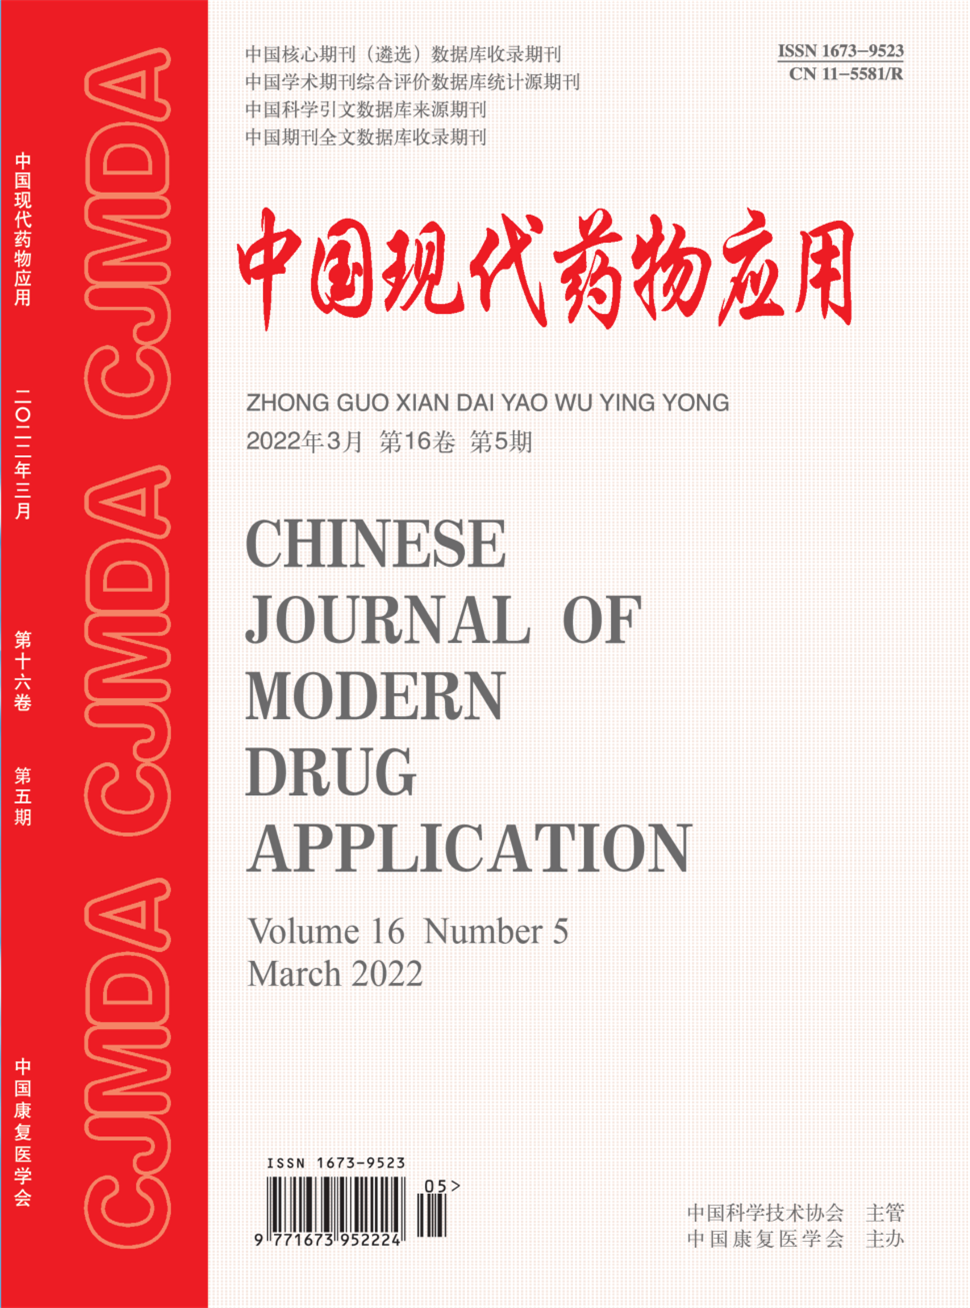 中国核心期刊（遴选）数据库收录期刊
中国学术期刊综合评价数据库统计源期刊
中国科学引文数据库来源期刊
中国期刊全文数据库收录期刊
ISSN 1673-9523
CN 11-5581/R
中国现代药物应用
ZHONG GUO XIAN DAI YAO WU YING YONG
2022年3月 第16卷 第5期
CHINESE
JOURNAL OF
MODERN
DRUG
APPLICATION
Volume 16 Number 5
March 2022
ISSN 1673-9523
05>
9 771673 952224
中国科学技术协会 主管
中国康复医学会 主办
中国现代药物应用
二〇二二年三月
第十六卷
第五期
中国康复医学会
CJMDA CJMDA CJMDA